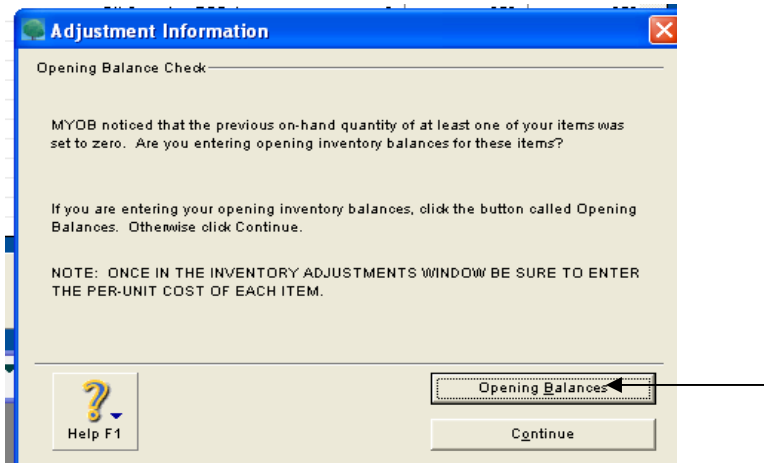 Adjustment Information
Opening Balance Check
MYOB noticed that the previous on-hand quantity of at least one of your items was
set to zero. Are you entering opening inventory balances for these items?
If you are entering your opening inventory balances, click the button called Opening
Balances. Otherwise click Continue.
NOTE: ONCE IN THE INVENTORY ADJUSTMENTS WINDOW BE SURE TO ENTER
THE PER-UNIT COST OF EACH ITEM.
Opening Balances
Help F1
Continue